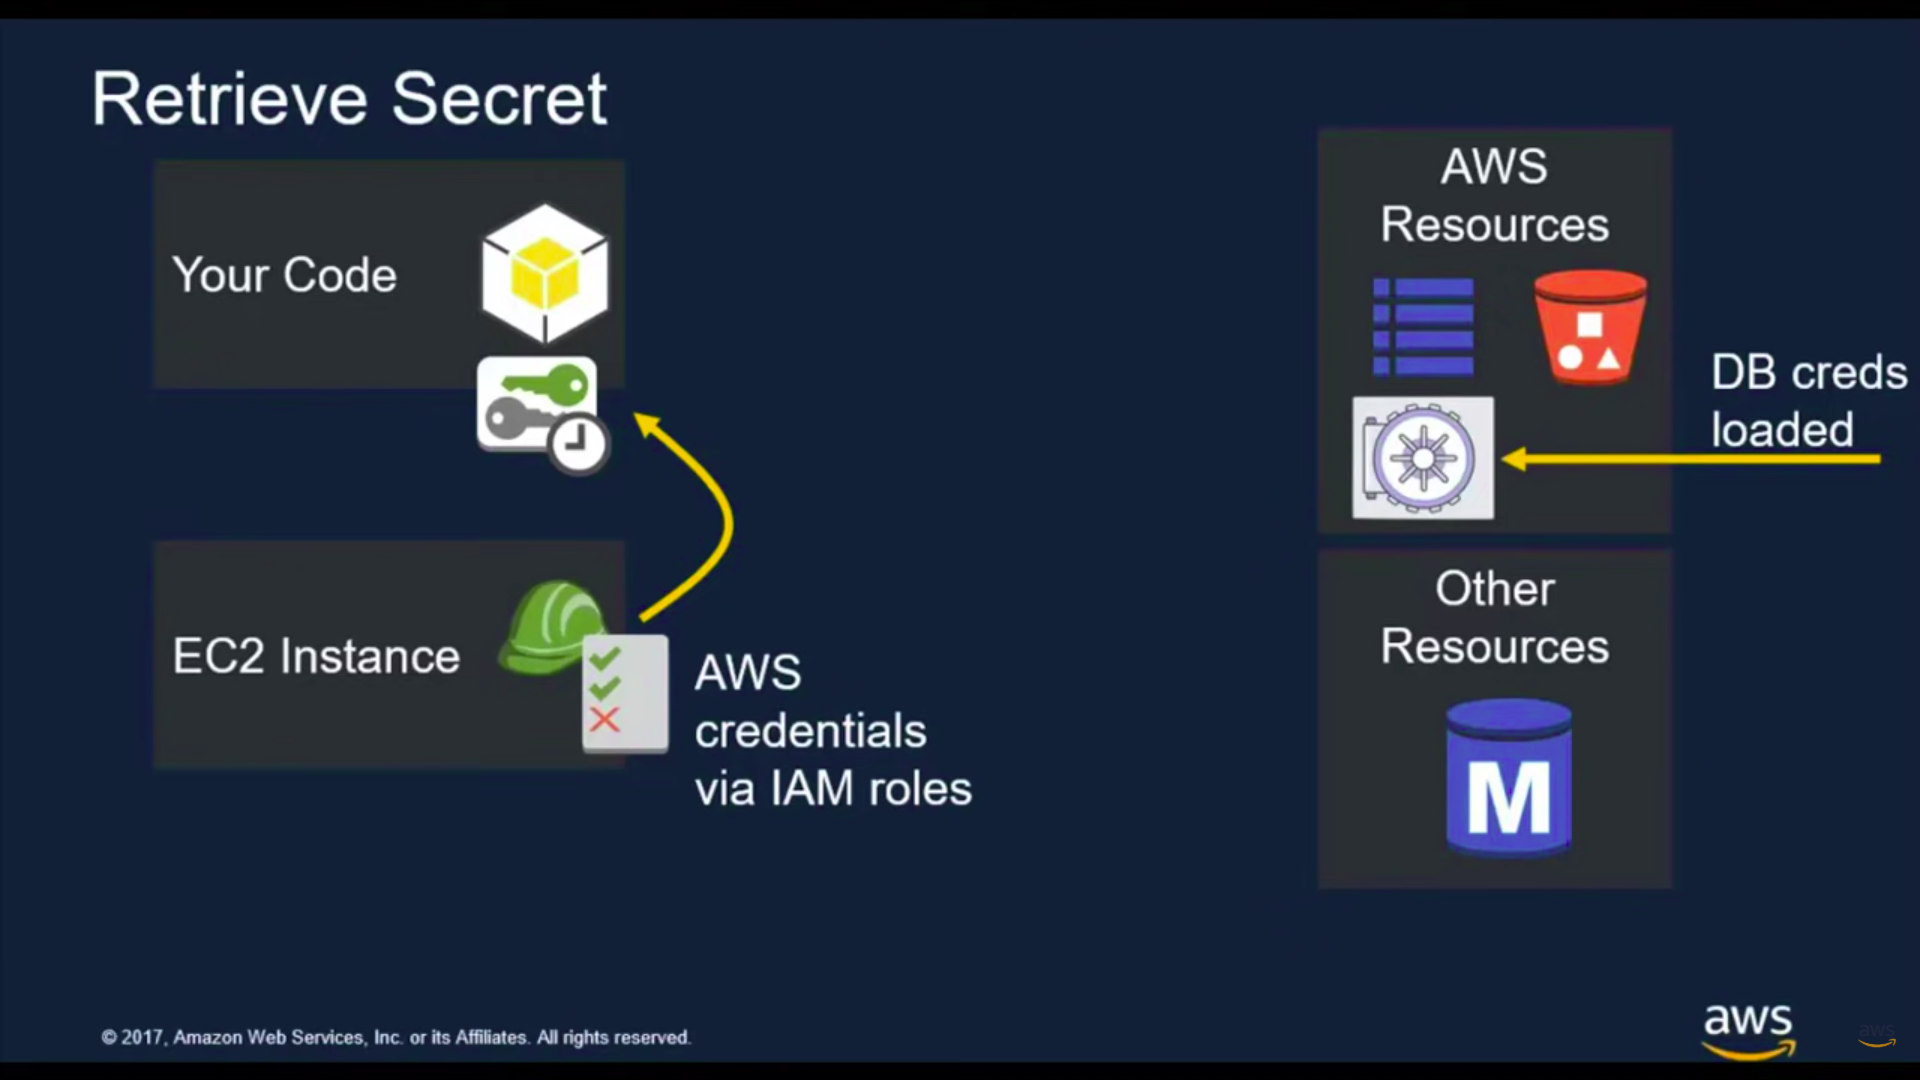 Retrieve Secret
Your Code
EC2 Instance
AWS
credentials
via IAM roles
AWS
Resources
DB creds
loaded
Other
Resources
M
© 2017, Amazon Web Services, Inc. or its Affiliates. All rights reserved.
aws
aws